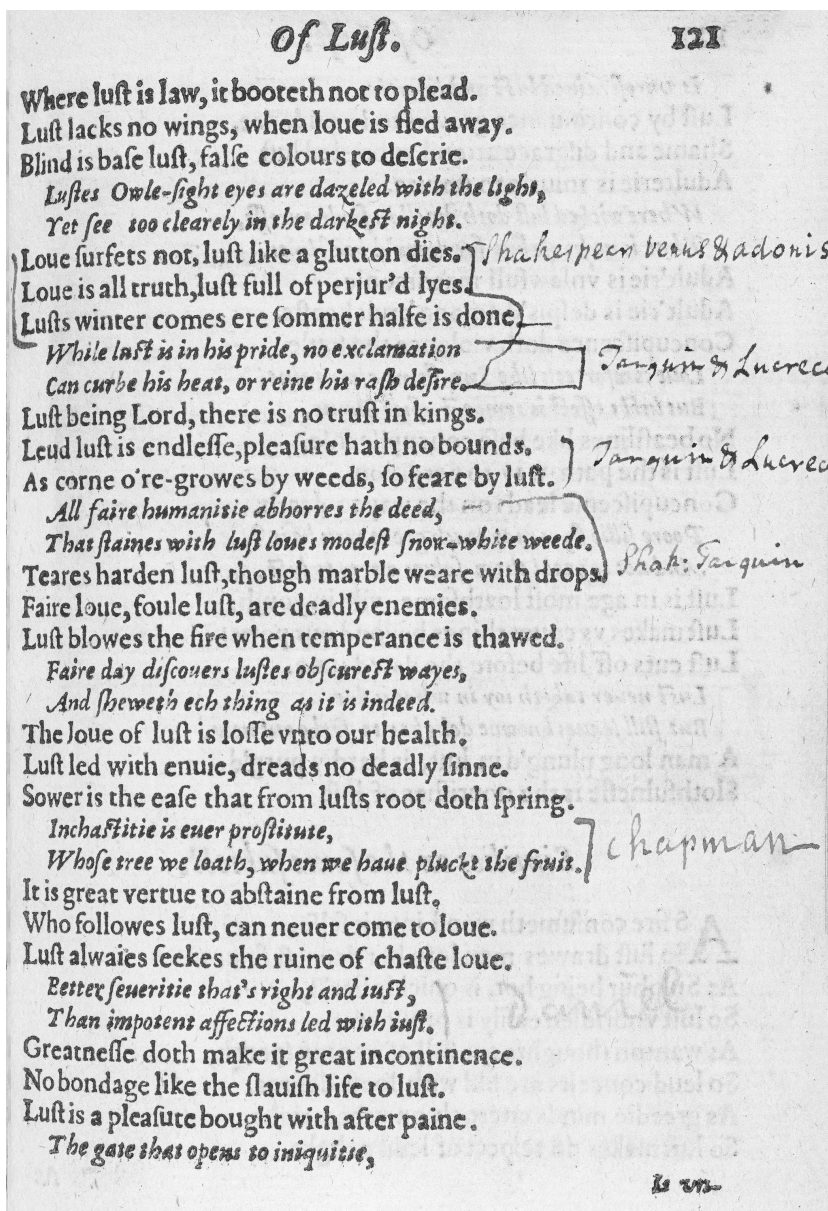 Of Luſt. 121
Where luſt is law, it booteth not to plead.
Luſt lacks no wings, when loue is fled away.
Blind is baſe luſt, falſe colours to deſcrie.
Luſtes Owle-ſight eyes are dazeled with the light,
Yet ſee too clearely in the darkeſt night.
Loue ſurfets not, luſt like a glutton dies. Shakespeer Venus & adonis
Loue is all truth, luſt full of perjur'd lyes.
Luſts winter comes ere ſommer halfe is done,
While luſt is in his pride, no exclamation
Can curbe his heat, or reine his raſh deſire. Tarquin & Lucrece
Luſt being Lord, there is no truſt in kings.
Leud luſt is endleſſe, pleaſure hath no bounds.
As corne o're-growes by weeds, ſo feare by luſt. Tarquin & Lucrec
All faire humanitie abhorres the deed,
That ſtaines with luſt loues modeſt ſnow-white weede.
Teares harden luſt, though marble weare with drops. Shak: Tarquin
Faire loue, foule luſt, are deadly enemies.
Luſt blowes the fire when temperance is thawed.
Faire day diſcouers luſtes obſcureſt wayes,
And ſheweth ech thing as it is indeed.
The loue of luſt is loſſe vnto our health.
Luſt led with enuie, dreads no deadly ſinne.
Sower is the eaſe that from luſts root doth ſpring.
Inchaſtitie is euer proſtitute,
Whoſe tree we loath, when we haue pluckt the fruit. chapman
It is great vertue to abſtaine from luſt.
Who followes luſt, can neuer come to loue.
Luſt alwaies ſeekes the ruine of chaſte loue.
Better ſeueritie that's right and iuſt,
Than impotent affections led with iuſt. Daniel
Greatneſſe doth make it great incontinence.
No bondage like the ſlauiſh life to luſt.
Luſt is a pleaſute bought with after paine.
The gate that opens to iniquitie,
Is vn-